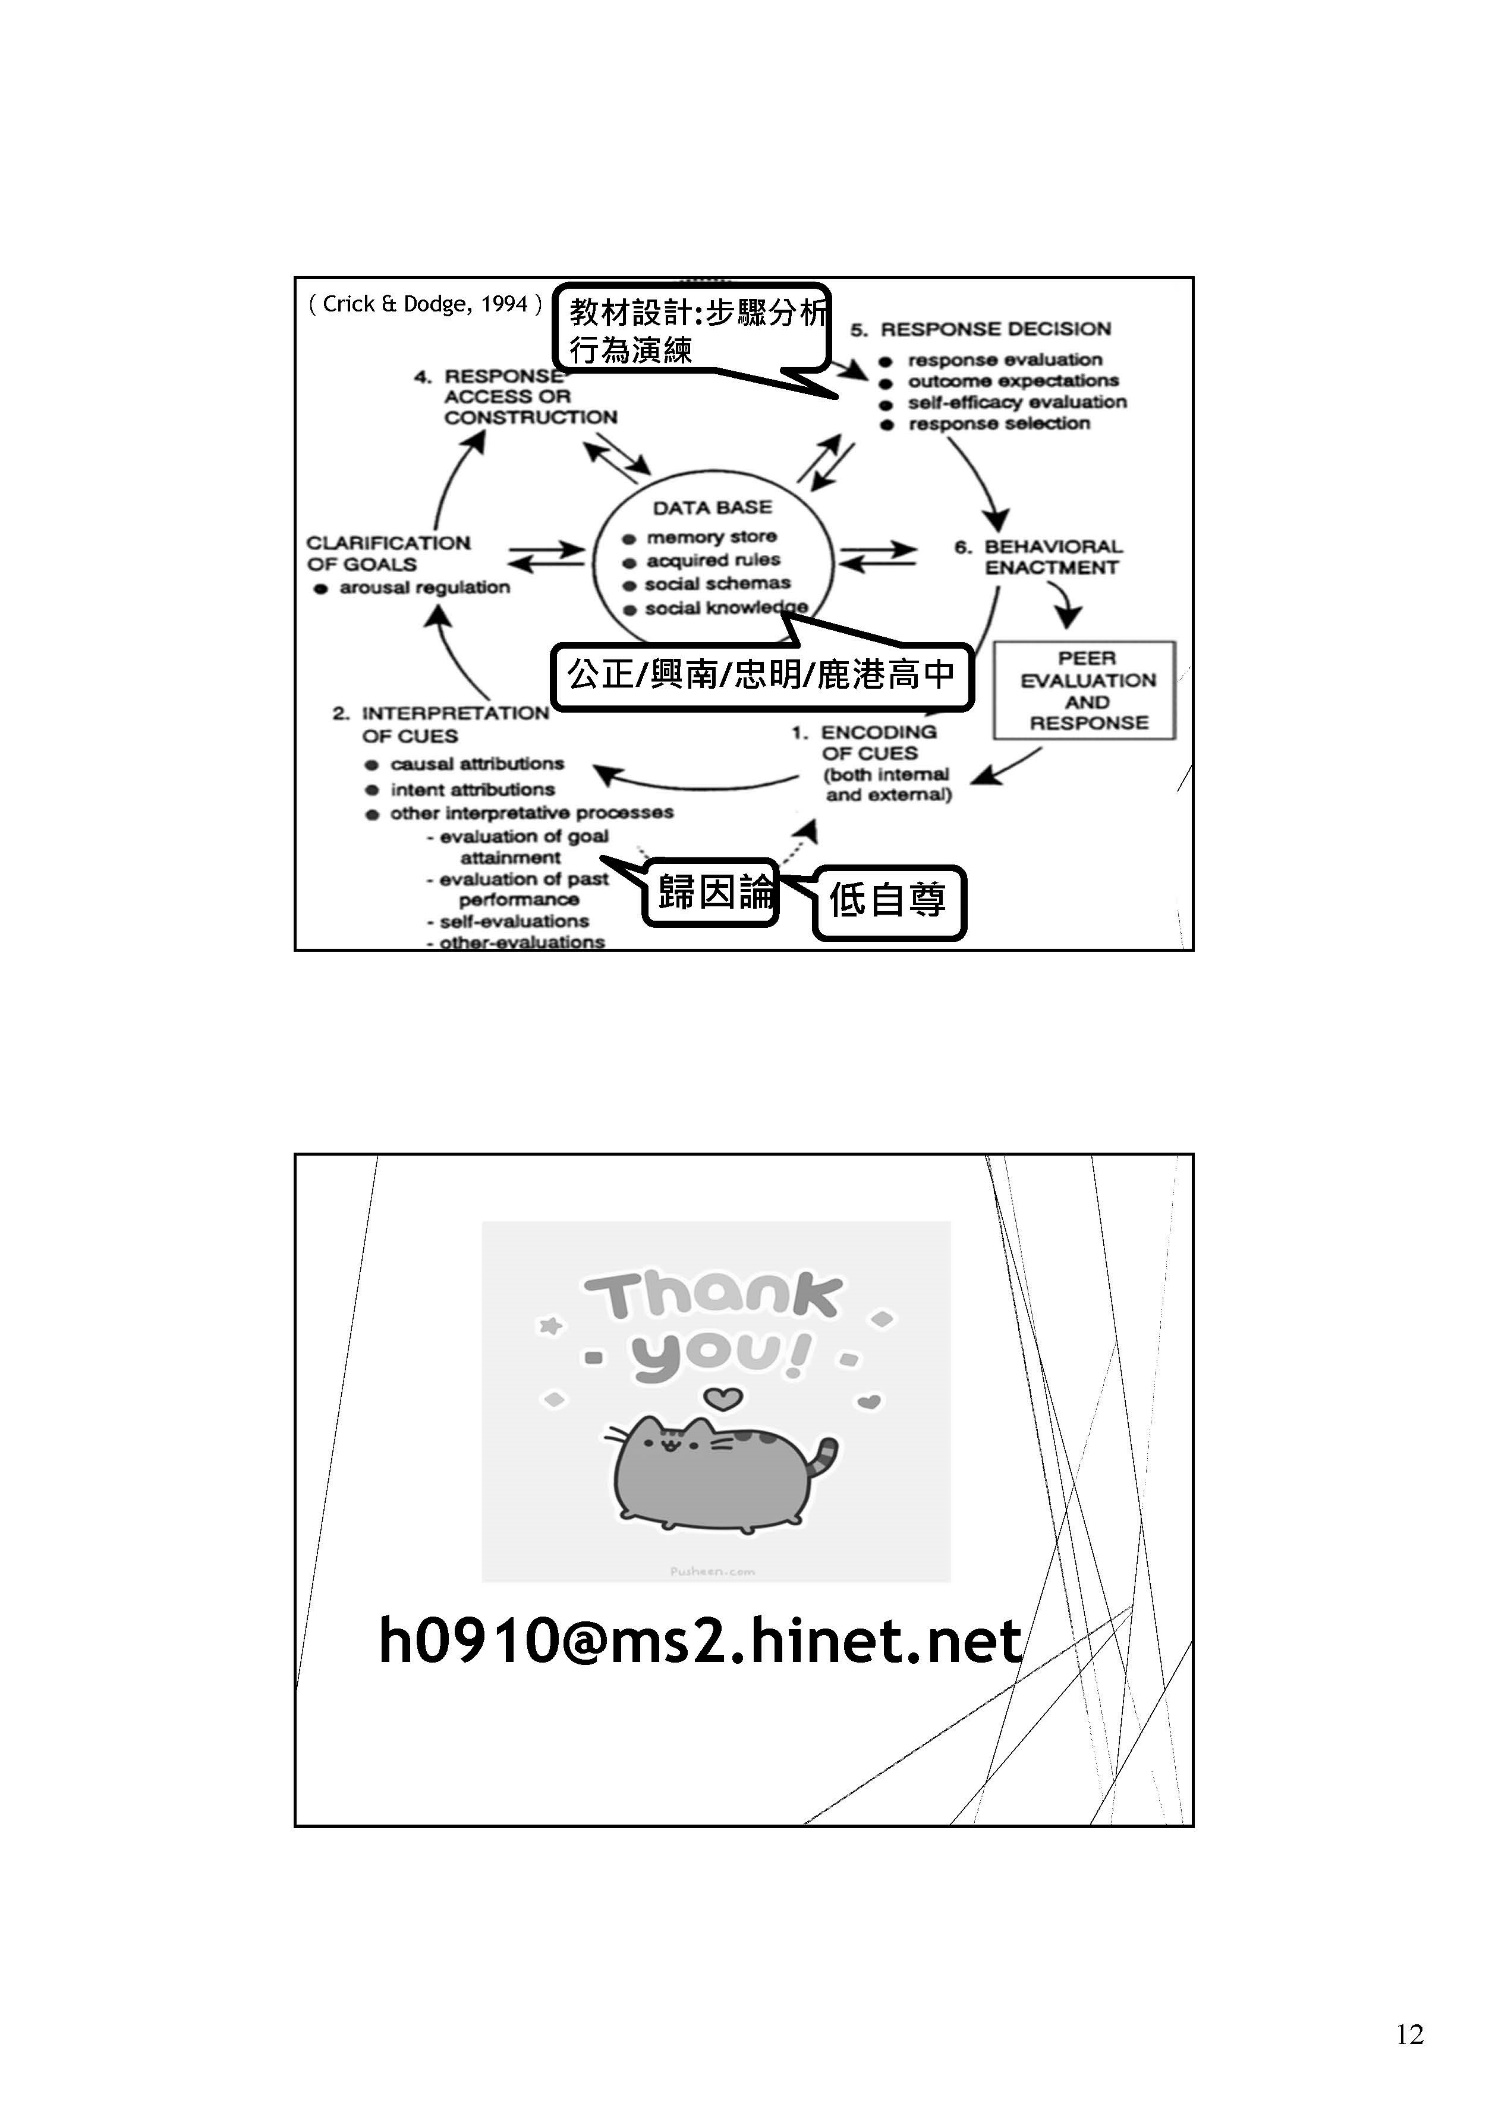 ( Crick & Dodge, 1994 )
教材設計:步驟分析
行為演練
5. RESPONSE DECISION
response evaluation
outcome expectations
self-efficacy evaluation
response selection
4. RESPONSE
ACCESS OR
CONSTRUCTION
DATA BASE
memory store
acquired rules
social schemas
social knowledge
CLARIFICATION
OF GOALS
arousal regulation
6. BEHAVIORAL
ENACTMENT
公正/興南/忠明/鹿港高中
PEER
EVALUATION
AND
RESPONSE
2. INTERPRETATION
OF CUES
causal attributions
intent attributions
other interpretative processes
- evaluation of goal
attainment
- evaluation of past
performance
- self-evaluations
- other-evaluations
1. ENCODING
OF CUES
(both internal
and external)
歸因論
低自尊
Thank
you!
Pusheen.com
h0910@ms2.hinet.net
12